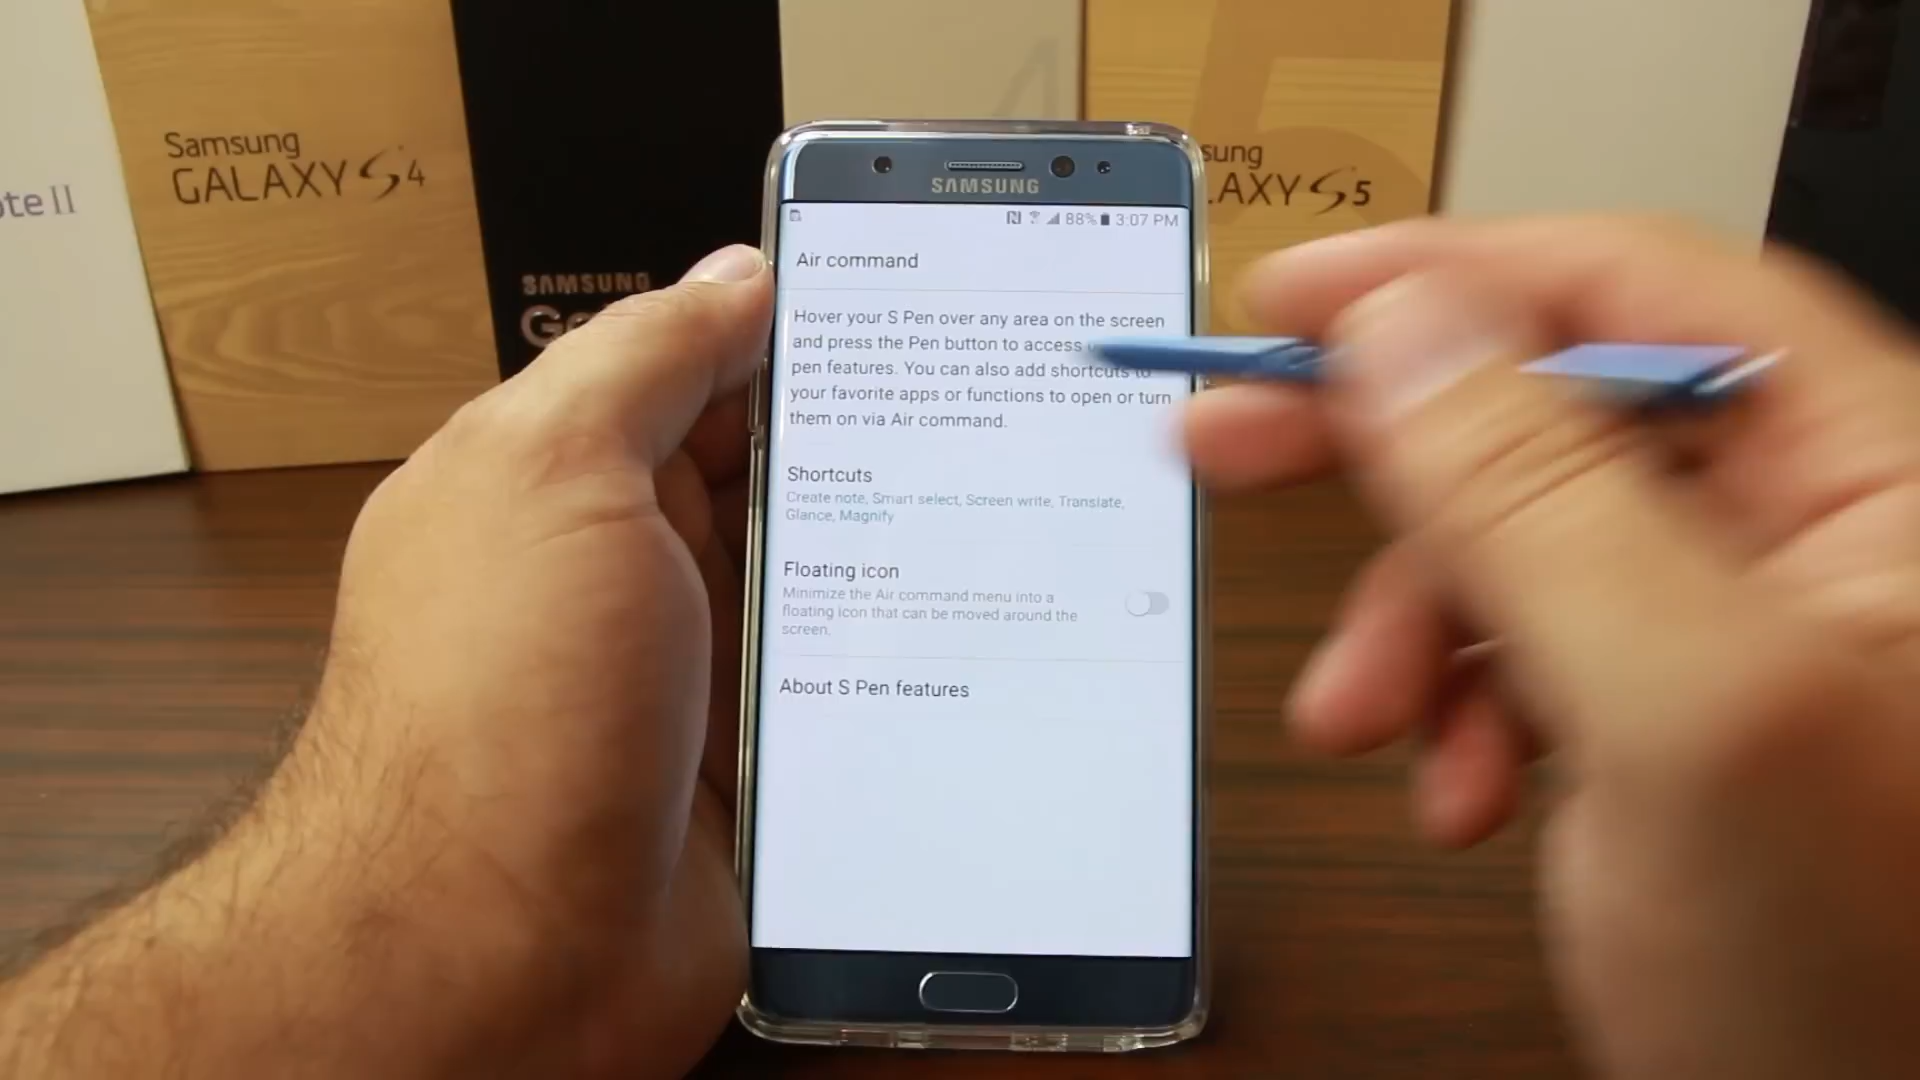 Samsung
GALAXY S4
ote II
SAMSUNG
4
sung
AXY S5
SAMSUNG
88% 3:07 PM
Air command
Hover your S Pen over any area on the screen
and press the Pen button to access
pen features. You can also add shortcuts to
your favorite apps or functions to open or turn
them on via Air command.
Shortcuts
Create note, Smart select, Screen write, Translate,
Glance, Magnify
Floating icon
Minimize the Air command menu into a
floating icon that can be moved around the
screen.
About S Pen features